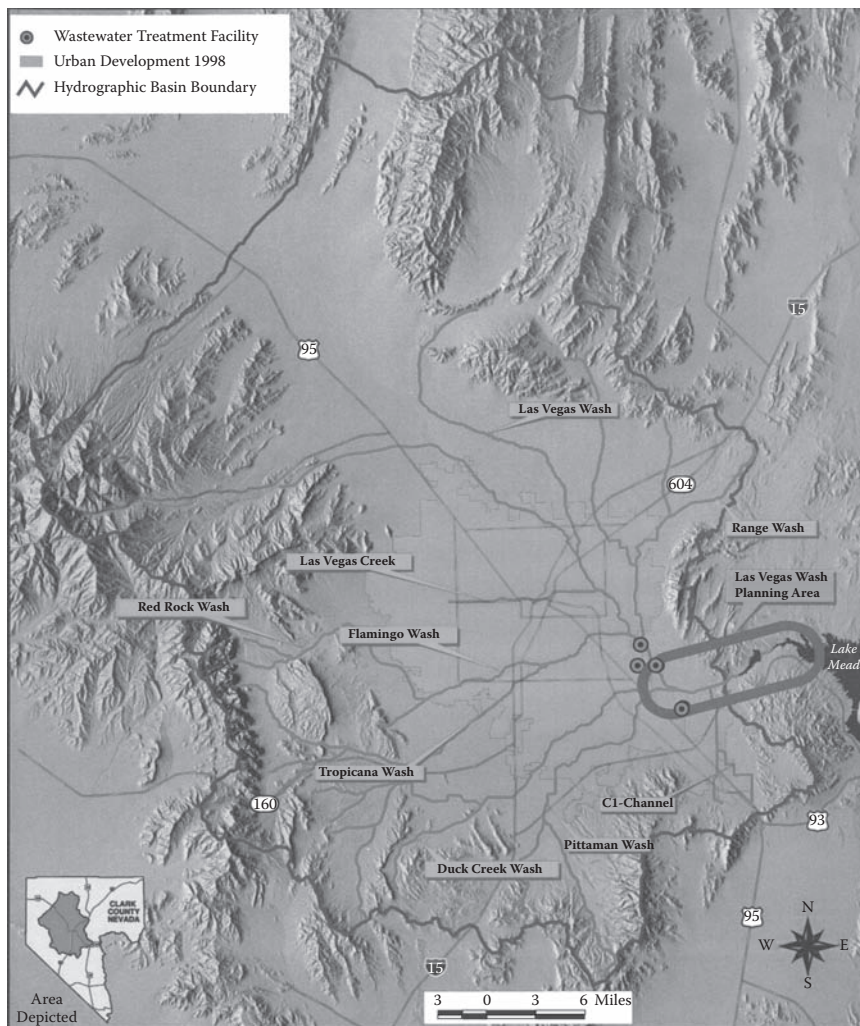 Wastewater Treatment Facility
Urban Development 1998
Hydrographic Basin Boundary
15
95
Las Vegas Wash
604
Range Wash
Las Vegas Creek
Las Vegas Wash
Planning Area
Red Rock Wash
Flamingo Wash
Lake
Mead
Tropicana Wash
160
C1-Channel
93
Pittaman Wash
Duck Creek Wash
CLARK
COUNTY
NEVADA
95
N
W E
S
15
Area
Depicted
3 0 3 6 Miles